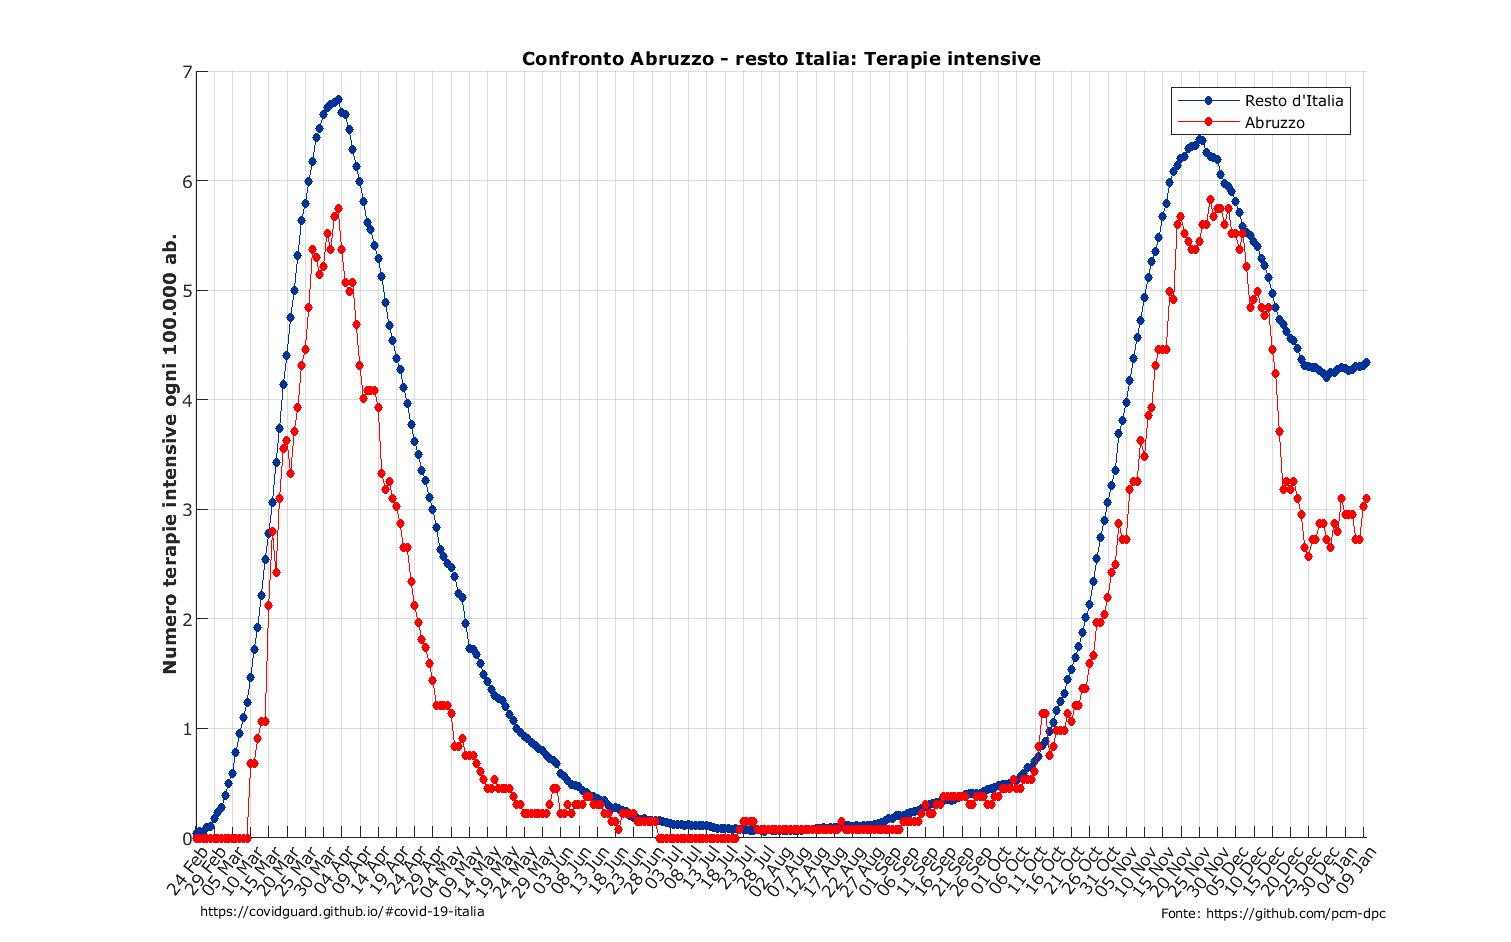 Confronto Abruzzo - resto Italia: Terapie intensive
Resto d'Italia
Abruzzo
Numero terapie intensive ogni 100.000 ab.
7
6
5
4
3
2
1
0
24 Feb
29 Feb
05 Mar
10 Mar
15 Mar
20 Mar
25 Mar
30 Mar
04 Apr
09 Apr
14 Apr
19 Apr
24 Apr
29 Apr
04 May
09 May
14 May
19 May
24 May
29 May
03 Jun
08 Jun
13 Jun
18 Jun
23 Jun
28 Jun
03 Jul
08 Jul
13 Jul
18 Jul
23 Jul
28 Jul
02 Aug
07 Aug
12 Aug
17 Aug
22 Aug
27 Aug
01 Sep
06 Sep
11 Sep
16 Sep
21 Sep
26 Sep
01 Oct
06 Oct
11 Oct
16 Oct
21 Oct
26 Oct
31 Oct
05 Nov
10 Nov
15 Nov
20 Nov
25 Nov
30 Nov
05 Dec
10 Dec
15 Dec
20 Dec
25 Dec
30 Dec
04 Jan
09 Jan
https://covidguard.github.io/#covid-19-italia
Fonte: https://github.com/pcm-dpc